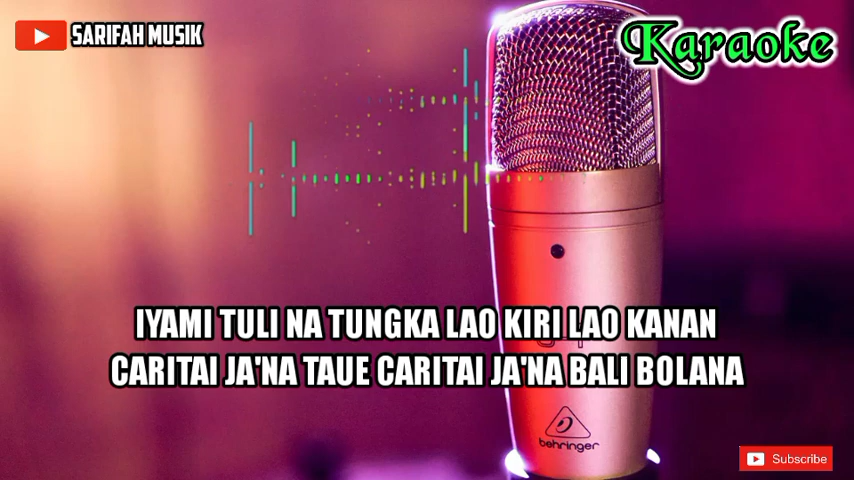 SARIFAH MUSIK
Karaoke
IYAMI TULI NA TUNGKA LAO KIRI LAO KANAN
CARITAI JA'NA TAUE CARITAI JA'NA BALI BOLANA
behringer
Subscribe